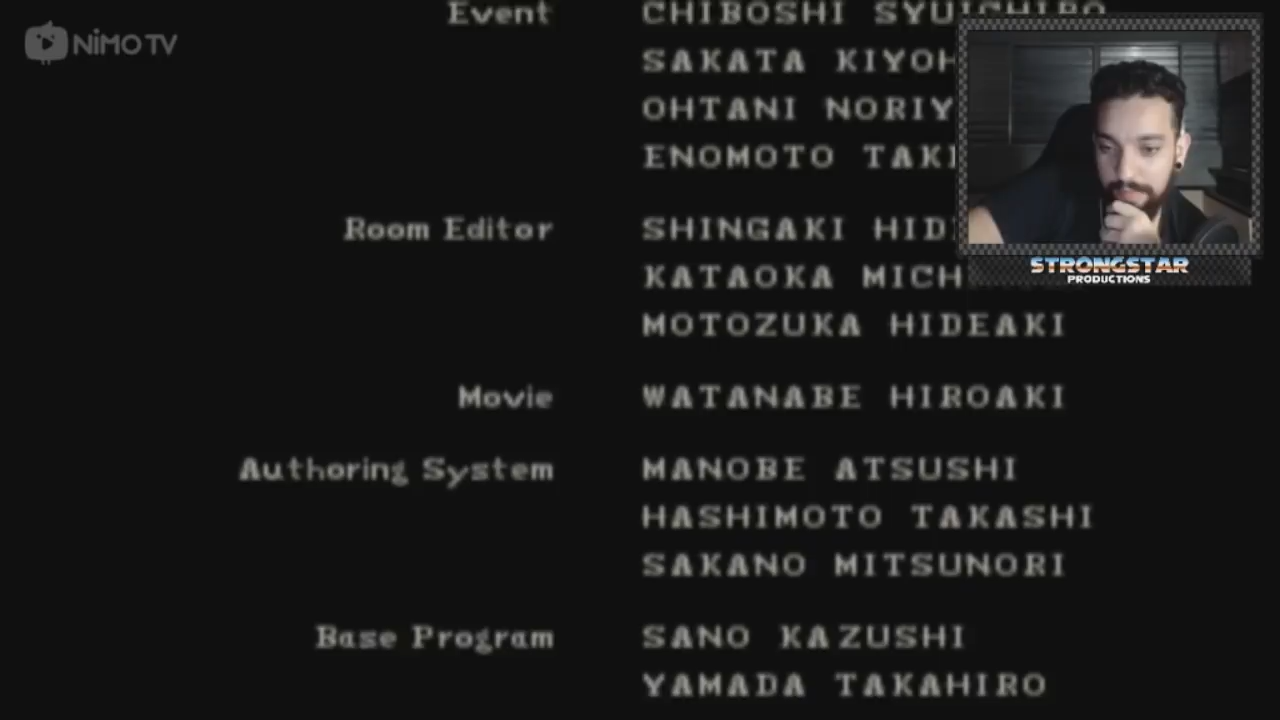 NIMO TV
Event CHIBOSHI SYUICHIRO
SAKATA
OHTANI
ENOMOTO
Room Editor SHINGAKI
KATAOKA
MOTOZUKA HIDEAKI
Movie WATANABE HIROAKI
Authoring System MANOBE ATSUSHI
HASHIMOTO TAKASHI
SAKANO MITSUNORI
Base Program SANO KAZUSHI
YAMADA TAKAHIRO
STRONGSTAR
PRODUCTIONS